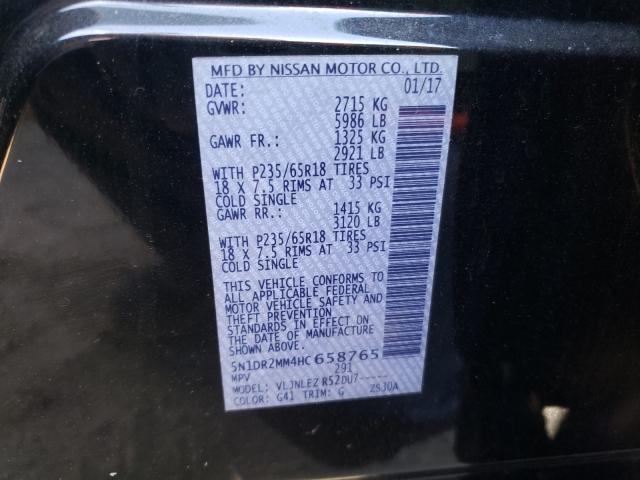 MFD BY NISSAN MOTOR CO., LTD.
DATE: 01/17
GVWR: 2715 KG
5986 LB
GAWR FR.: 1325 KG
2921 LB
WITH P235/65R18 TIRES
18 X 7.5 RIMS AT 33 PSI
COLD SINGLE
GAWR RR.: 1415 KG
3120 LB
WITH P235/65R18 TIRES
18 X 7.5 RIMS AT 33 PSI
COLD SINGLE
THIS VEHICLE CONFORMS TO
ALL APPLICABLE FEDERAL
MOTOR VEHICLE SAFETY AND
THEFT PREVENTION
STANDARDS IN EFFECT ON
THE DATE OF MANUFACTURE
5N1DR2MM4HC658765
MPV 291
MODEL: VLJNLEZ R52DU7-----
COLOR: G41 TRIM: G ZSJOA